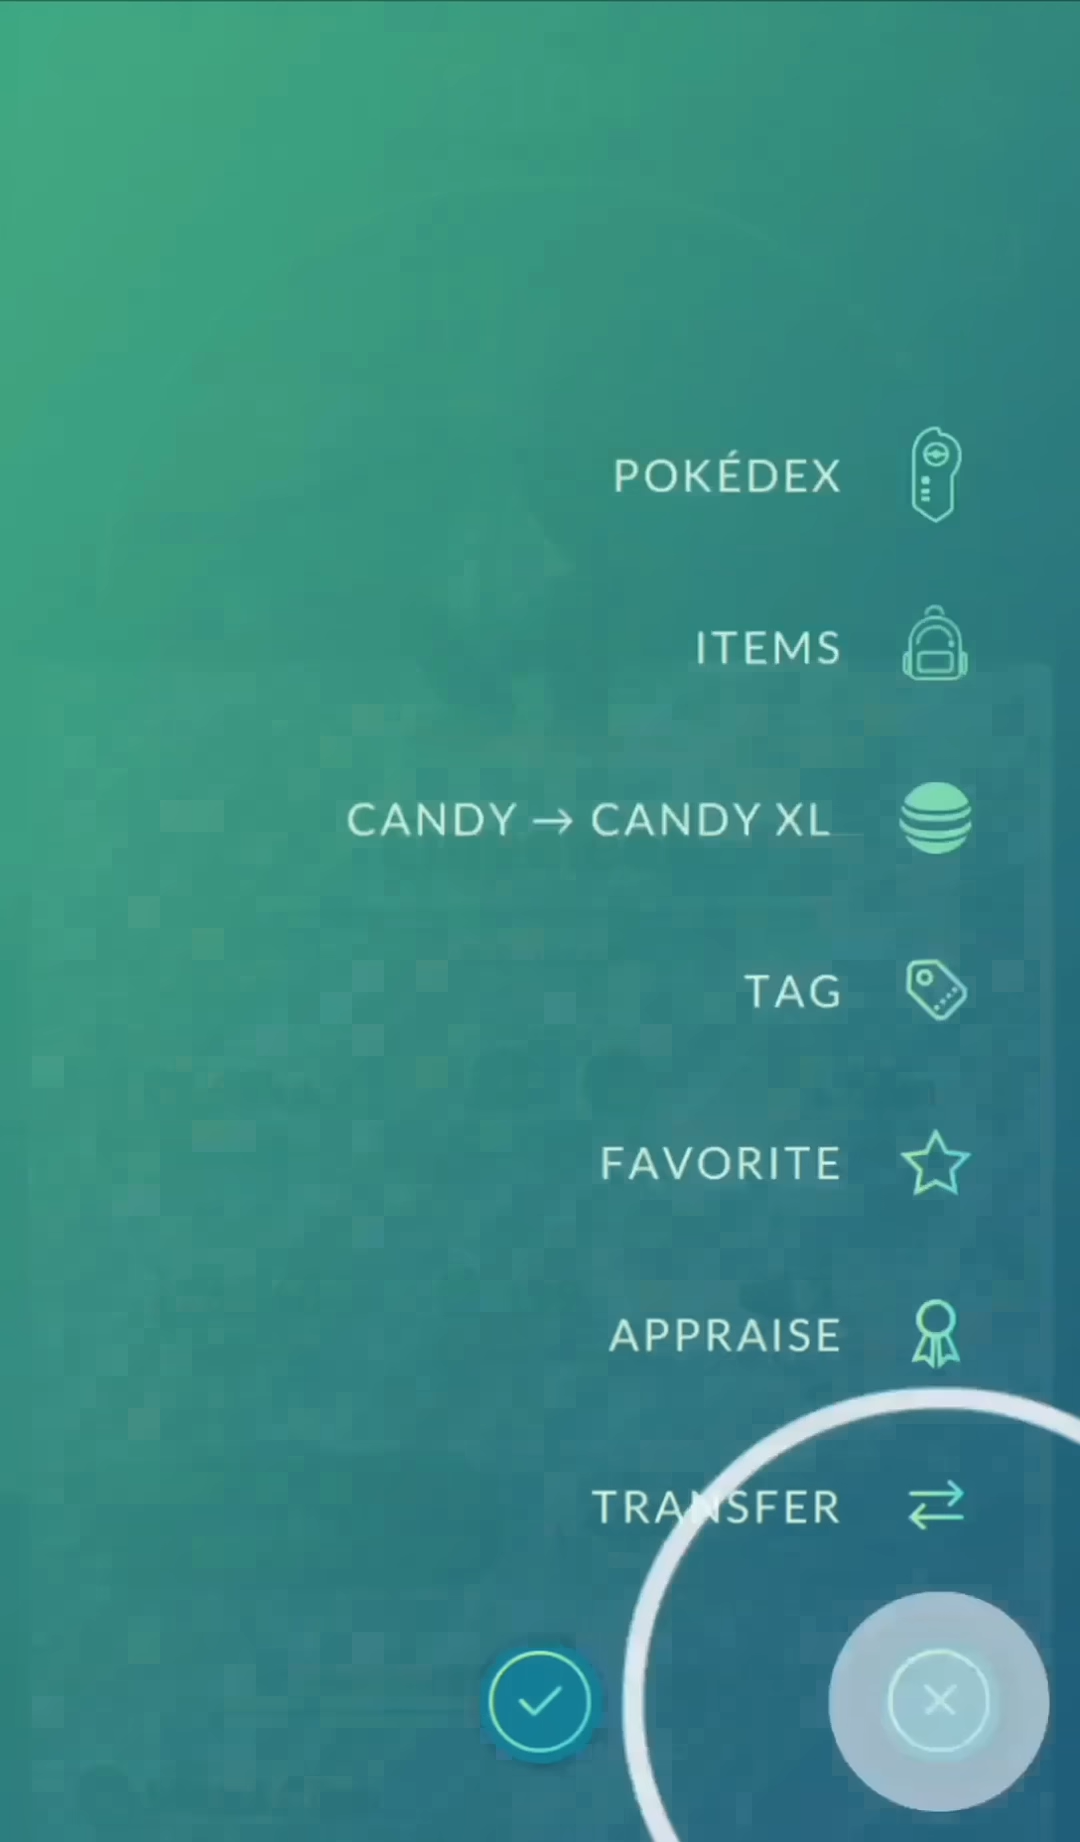 POKÉDEX
ITEMS
CANDY → CANDY XL
TAG
FAVORITE
APPRAISE
TRANSFER